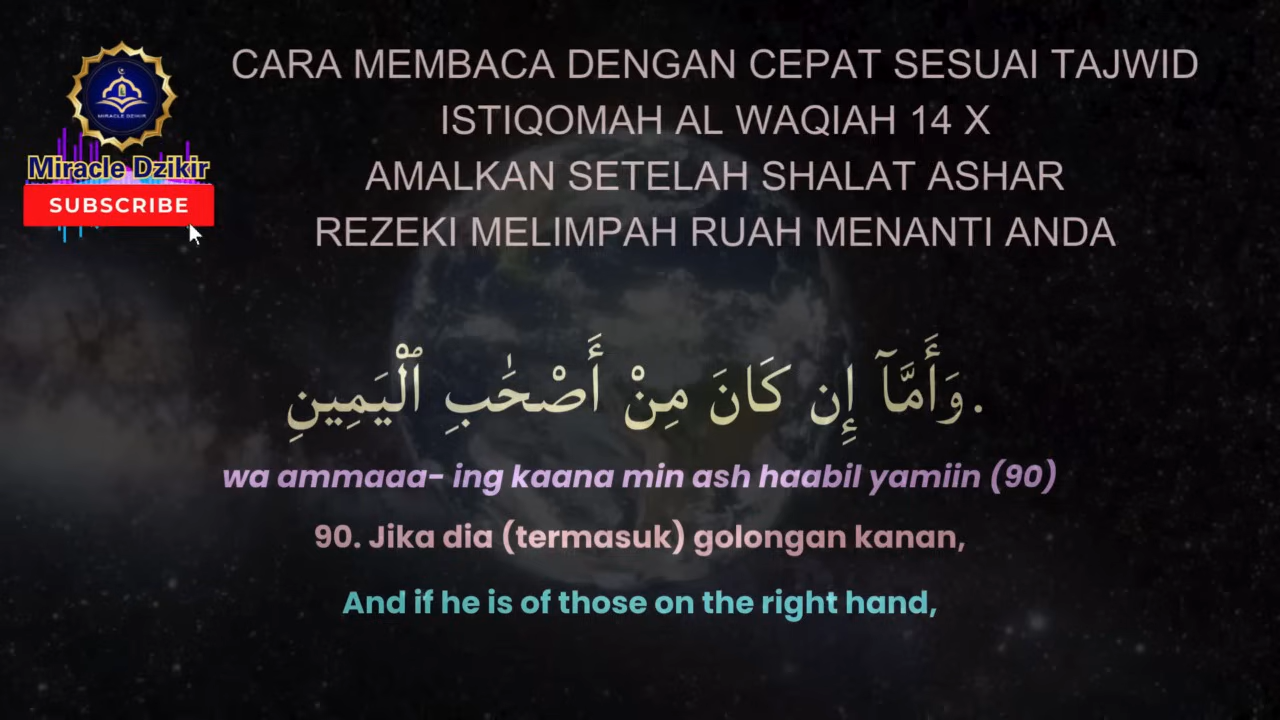 CARA MEMBACA DENGAN CEPAT SESUAI TAJWID
ISTIQOMAH AL WAQIAH 14 X
AMALKAN SETELAH SHALAT ASHAR
REZEKI MELIMPAH RUAH MENANTI ANDA
MIRACLE DZIKIR
Miracle Dzikir
SUBSCRIBE
وَأَمَّآ إِن كَانَ مِنْ أَصْحَٰبِ ٱلْيَمِينِ.
wa ammaaa- ing kaana min ash haabil yamiin (90)
90. Jika dia (termasuk) golongan kanan,
And if he is of those on the right hand,